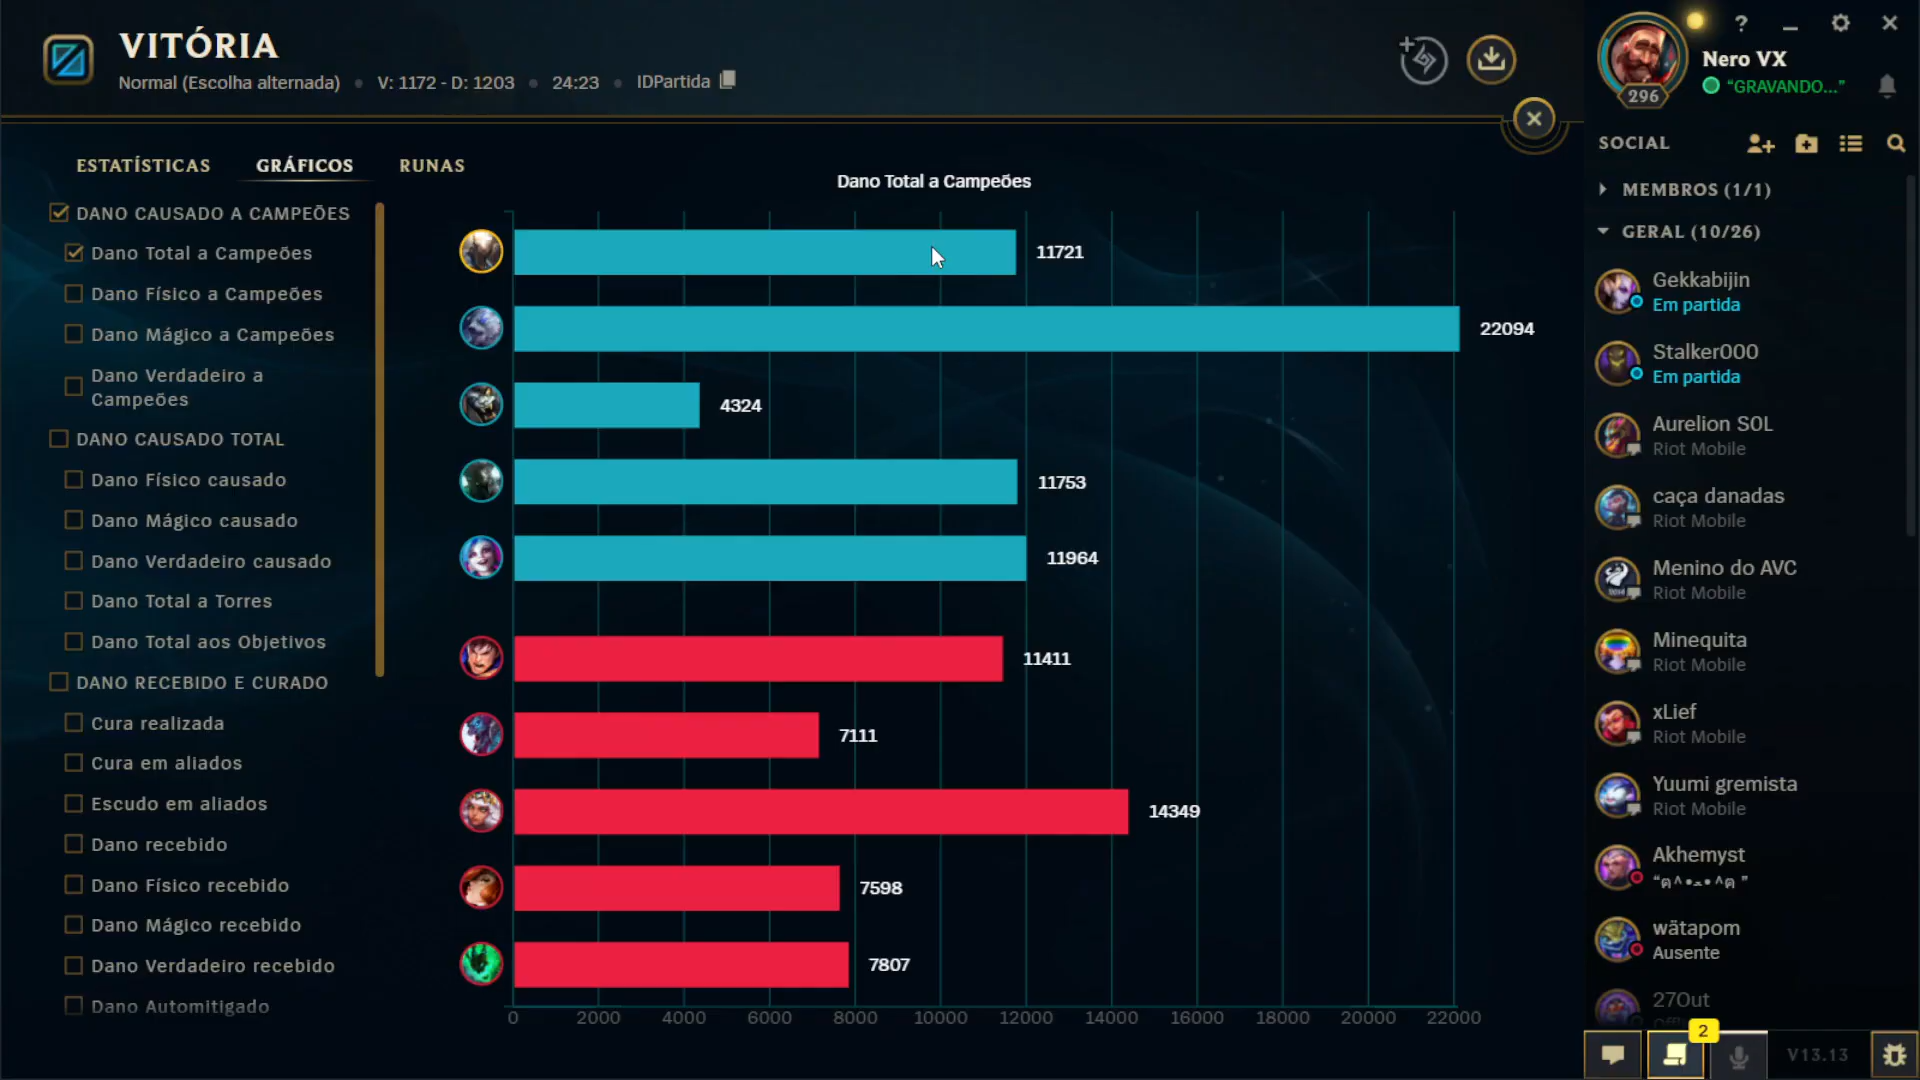 VITÓRIA
Normal (Escolha alternada) • V: 1172 - D: 1203 • 24:23 • IDPartida
ESTATÍSTICAS GRÁFICOS RUNAS
DANO CAUSADO A CAMPEÕES
Dano Total a Campeões
Dano Físico a Campeões
Dano Mágico a Campeões
Dano Verdadeiro a
Campeões
DANO CAUSADO TOTAL
Dano Físico causado
Dano Mágico causado
Dano Verdadeiro causado
Dano Total a Torres
Dano Total aos Objetivos
DANO RECEBIDO E CURADO
Cura realizada
Cura em aliados
Escudo em aliados
Dano recebido
Dano Físico recebido
Dano Mágico recebido
Dano Verdadeiro recebido
Dano Automitigado
Dano Total a Campeões
11721
22094
4324
11753
11964
11411
7111
14349
7598
7807
0 2000 4000 6000 8000 10000 12000 14000 16000 18000 20000 22000
?
Nero VX
"GRAVANDO..."
296
SOCIAL
MEMBROS (1/1)
GERAL (10/26)
Gekkabijin
Em partida
Stalker000
Em partida
Aurelion S0L
Riot Mobile
caça danadas
Riot Mobile
Menino do AVC
Riot Mobile
Minequita
Riot Mobile
xLief
Riot Mobile
Yuumi gremista
Riot Mobile
Akhemyst
wätapom
Ausente
27Out
2
V13.13